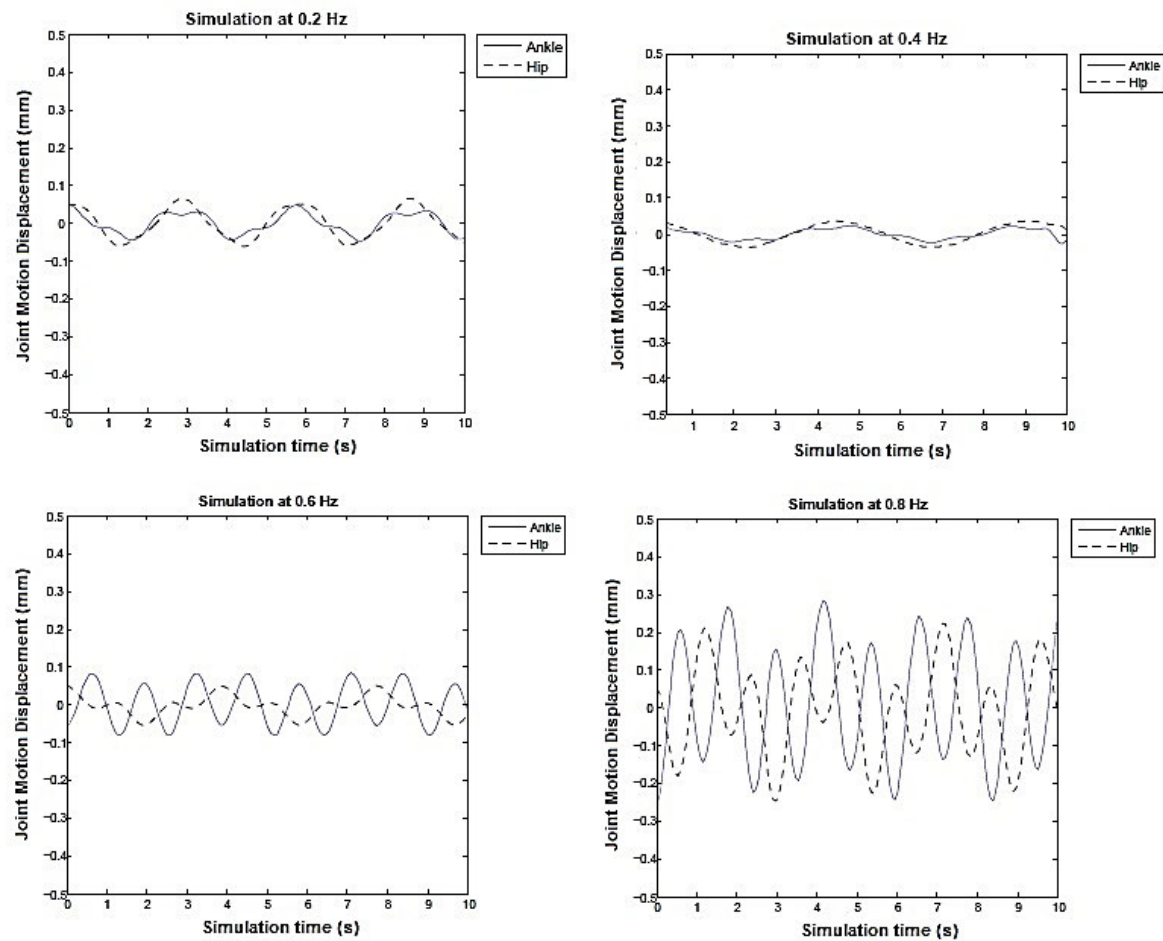 Simulation at 0.2 Hz
Ankle
Hip
0.5
0.4
0.3
0.2
0.1
0
−0.1
−0.2
−0.3
−0.4
−0.5
Joint Motion Displacement (mm)
0 1 2 3 4 5 6 7 8 9 10
Simulation time (s)
Simulation at 0.4 Hz
Ankle
Hip
0.5
0.4
0.3
0.2
0.1
0
−0.1
−0.2
−0.3
−0.4
−0.5
Joint Motion Displacement (mm)
1 2 3 4 5 6 7 8 9 10
Simulation time (s)
Simulation at 0.6 Hz
Ankle
Hip
0.5
0.4
0.3
0.2
0.1
0
−0.1
−0.2
−0.3
−0.4
−0.5
Joint Motion Displacement (mm)
0 1 2 3 4 5 6 7 8 9 10
Simulation time (s)
Simulation at 0.8 Hz
Ankle
Hip
0.5
0.4
0.3
0.2
0.1
0
−0.1
−0.2
−0.3
−0.4
−0.5
Joint Motion Displacement (mm)
0 1 2 3 4 5 6 7 8 9 10
Simulation time (s)